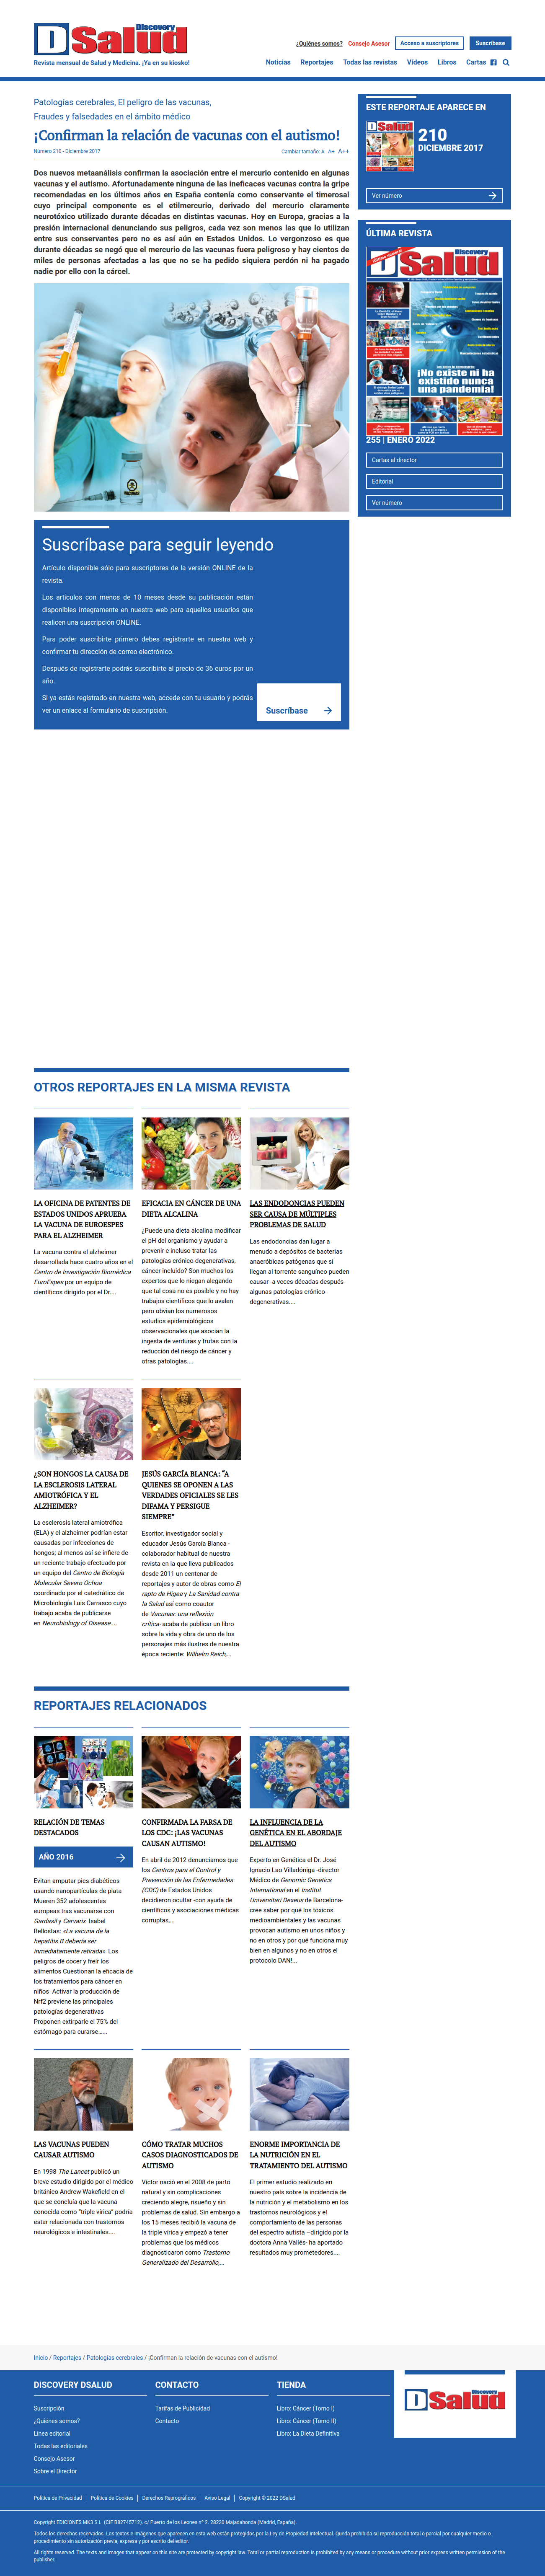 Discovery
DSalud
Revista mensual de Salud y Medicina. ¡Ya en su kiosko!
¿Quiénes somos?
Consejo Asesor
Acceso a suscriptores
Suscríbase
Noticias
Reportajes
Todas las revistas
Vídeos
Libros
Cartas
Patologías cerebrales, El peligro de las vacunas,
Fraudes y falsedades en el ámbito médico
¡Confirman la relación de vacunas con el autismo!
Número 210 - Diciembre 2017
Cambiar tamaño: A A+ A++
Dos nuevos metaanálisis confirman la asociación entre el mercurio contenido en algunas
vacunas y el autismo. Afortunadamente ninguna de las ineficaces vacunas contra la gripe
recomendadas en los últimos años en España contenía como conservante el timerosal
cuyo principal componente es el etilmercurio, derivado del mercurio claramente
neurotóxico utilizado durante décadas en distintas vacunas. Hoy en Europa, gracias a la
presión internacional denunciando sus peligros, cada vez son menos las que lo utilizan
entre sus conservantes pero no es así aún en Estados Unidos. Lo vergonzoso es que
durante décadas se negó que el mercurio de las vacunas fuera peligroso y hay cientos de
miles de personas afectadas a las que no se ha pedido siquiera perdón ni ha pagado
nadie por ello con la cárcel.
Suscríbase para seguir leyendo
Artículo disponible sólo para suscriptores de la versión ONLINE de la
revista.
Los artículos con menos de 10 meses desde su publicación están
disponibles integramente en nuestra web para aquellos usuarios que
realicen una suscripción ONLINE.
Para poder suscribirte primero debes registrarte en nuestra web y
confirmar tu dirección de correo electrónico.
Después de registrarte podrás suscribirte al precio de 36 euros por un
año.
Si ya estás registrado en nuestra web, accede con tu usuario y podrás
ver un enlace al formulario de suscripción.
Suscríbase
ESTE REPORTAJE APARECE EN
210
DICIEMBRE 2017
Ver número
ÚLTIMA REVISTA
Discovery
DSalud
¡No existe ni ha
existido nunca
una pandemia!
255 | ENERO 2022
Cartas al director
Editorial
Ver número
OTROS REPORTAJES EN LA MISMA REVISTA
LA OFICINA DE PATENTES DE
ESTADOS UNIDOS APRUEBA
LA VACUNA DE EUROESPES
PARA EL ALZHEIMER
La vacuna contra el alzheimer
desarrollada hace cuatro años en el
Centro de Investigación Biomédica
EuroEspes por un equipo de
científicos dirigido por el Dr....
EFICACIA EN CÁNCER DE UNA
DIETA ALCALINA
¿Puede una dieta alcalina modificar
el pH del organismo y ayudar a
prevenir e incluso tratar las
patologías crónico-degenerativas,
cáncer incluido? Son muchos los
expertos que lo niegan alegando
que tal cosa no es posible y no hay
trabajos científicos que lo avalen
pero obvian los numerosos
estudios epidemiológicos
observacionales que asocian la
ingesta de verduras y frutas con la
reducción del riesgo de cáncer y
otras patologías....
LAS ENDODONCIAS PUEDEN
SER CAUSA DE MÚLTIPLES
PROBLEMAS DE SALUD
Las endodoncias dan lugar a
menudo a depósitos de bacterias
anaeróbicas patógenas que si
llegan al torrente sanguíneo pueden
causar -a veces décadas después-
algunas patologías crónico-
degenerativas....
¿SON HONGOS LA CAUSA DE
LA ESCLEROSIS LATERAL
AMIOTRÓFICA Y EL
ALZHEIMER?
La esclerosis lateral amiotrófica
(ELA) y el alzheimer podrían estar
causadas por infecciones de
hongos; al menos así se infiere de
un reciente trabajo efectuado por
un equipo del Centro de Biología
Molecular Severo Ochoa
coordinado por el catedrático de
Microbiología Luis Carrasco cuyo
trabajo acaba de publicarse
en Neurobiology of Disease....
JESÚS GARCÍA BLANCA: “A
QUIENES SE OPONEN A LAS
VERDADES OFICIALES SE LES
DIFAMA Y PERSIGUE
SIEMPRE”
Escritor, investigador social y
educador Jesús García Blanca -
colaborador habitual de nuestra
revista en la que lleva publicados
desde 2011 un centenar de
reportajes y autor de obras como El
rapto de Higea y La Sanidad contra
la Salud así como coautor
de Vacunas: una reflexión
crítica- acaba de publicar un libro
sobre la vida y obra de uno de los
personajes más ilustres de nuestra
época reciente: Wilhelm Reich,...
REPORTAJES RELACIONADOS
RELACIÓN DE TEMAS
DESTACADOS
AÑO 2016
Evitan amputar pies diabéticos
usando nanopartículas de plata
Mueren 352 adolescentes
europeas tras vacunarse con
Gardasil y Cervarix Isabel
Bellostas: «La vacuna de la
hepatitis B debería ser
inmediatamente retirada» Los
peligros de cocer y freír los
alimentos Cuestionan la eficacia de
los tratamientos para cáncer en
niños Activar la producción de
Nrf2 previene las principales
patologías degenerativas
Proponen extirparle el 75% del
estómago para curarse......
CONFIRMADA LA FARSA DE
LOS CDC: ¡LAS VACUNAS
CAUSAN AUTISMO!
En abril de 2012 denunciamos que
los Centros para el Control y
Prevención de las Enfermedades
(CDC) de Estados Unidos
decidieron ocultar -con ayuda de
científicos y asociaciones médicas
corruptas,...
LA INFLUENCIA DE LA
GENÉTICA EN EL ABORDAJE
DEL AUTISMO
Experto en Genética el Dr. José
Ignacio Lao Villadóniga -director
Médico de Genomic Genetics
International en el Institut
Universitari Dexeus de Barcelona-
cree saber por qué los tóxicos
medioambientales y las vacunas
provocan autismo en unos niños y
no en otros y por qué funciona muy
bien en algunos y no en otros el
protocolo DAN!...
LAS VACUNAS PUEDEN
CAUSAR AUTISMO
En 1998 The Lancet publicó un
breve estudio dirigido por el médico
británico Andrew Wakefield en el
que se concluía que la vacuna
conocida como “triple vírica” podría
estar relacionada con trastornos
neurológicos e intestinales....
CÓMO TRATAR MUCHOS
CASOS DIAGNOSTICADOS DE
AUTISMO
Víctor nació en el 2008 de parto
natural y sin complicaciones
creciendo alegre, risueño y sin
problemas de salud. Sin embargo a
los 15 meses recibió la vacuna de
la triple vírica y empezó a tener
problemas que los médicos
diagnosticaron como Trastorno
Generalizado del Desarrollo,...
ENORME IMPORTANCIA DE
LA NUTRICIÓN EN EL
TRATAMIENTO DEL AUTISMO
El primer estudio realizado en
nuestro país sobre la incidencia de
la nutrición y el metabolismo en los
trastornos neurológicos y el
comportamiento de las personas
del espectro autista –dirigido por la
doctora Anna Vallés- ha aportado
resultados muy prometedores....
Inicio / Reportajes / Patologías cerebrales / ¡Confirman la relación de vacunas con el autismo!
DISCOVERY DSALUD
Suscripción
¿Quiénes somos?
Línea editorial
Todas las editoriales
Consejo Asesor
Sobre el Director
CONTACTO
Tarifas de Publicidad
Contacto
TIENDA
Libro: Cáncer (Tomo I)
Libro: Cáncer (Tomo II)
Libro: La Dieta Definitiva
Discovery
DSalud
Política de Privacidad | Política de Cookies | Derechos Reprográficos | Aviso Legal | Copyright © 2022 DSalud
Copyright EDICIONES MK3 S.L. (CIF B82745712). c/ Puerto de los Leones nº 2. 28220 Majadahonda (Madrid, España).
Todos los derechos reservados. Los textos e imágenes que aparecen en esta web están protegidos por la Ley de Propiedad Intelectual. Queda prohibida su reproducción total o parcial por cualquier medio o
procedimiento sin autorización previa, expresa y por escrito del editor.
All rights reserved. The texts and images that appear on this site are protected by copyright law. Total or partial reproduction is prohibited by any means or procedure without prior express written permission of the
publisher.